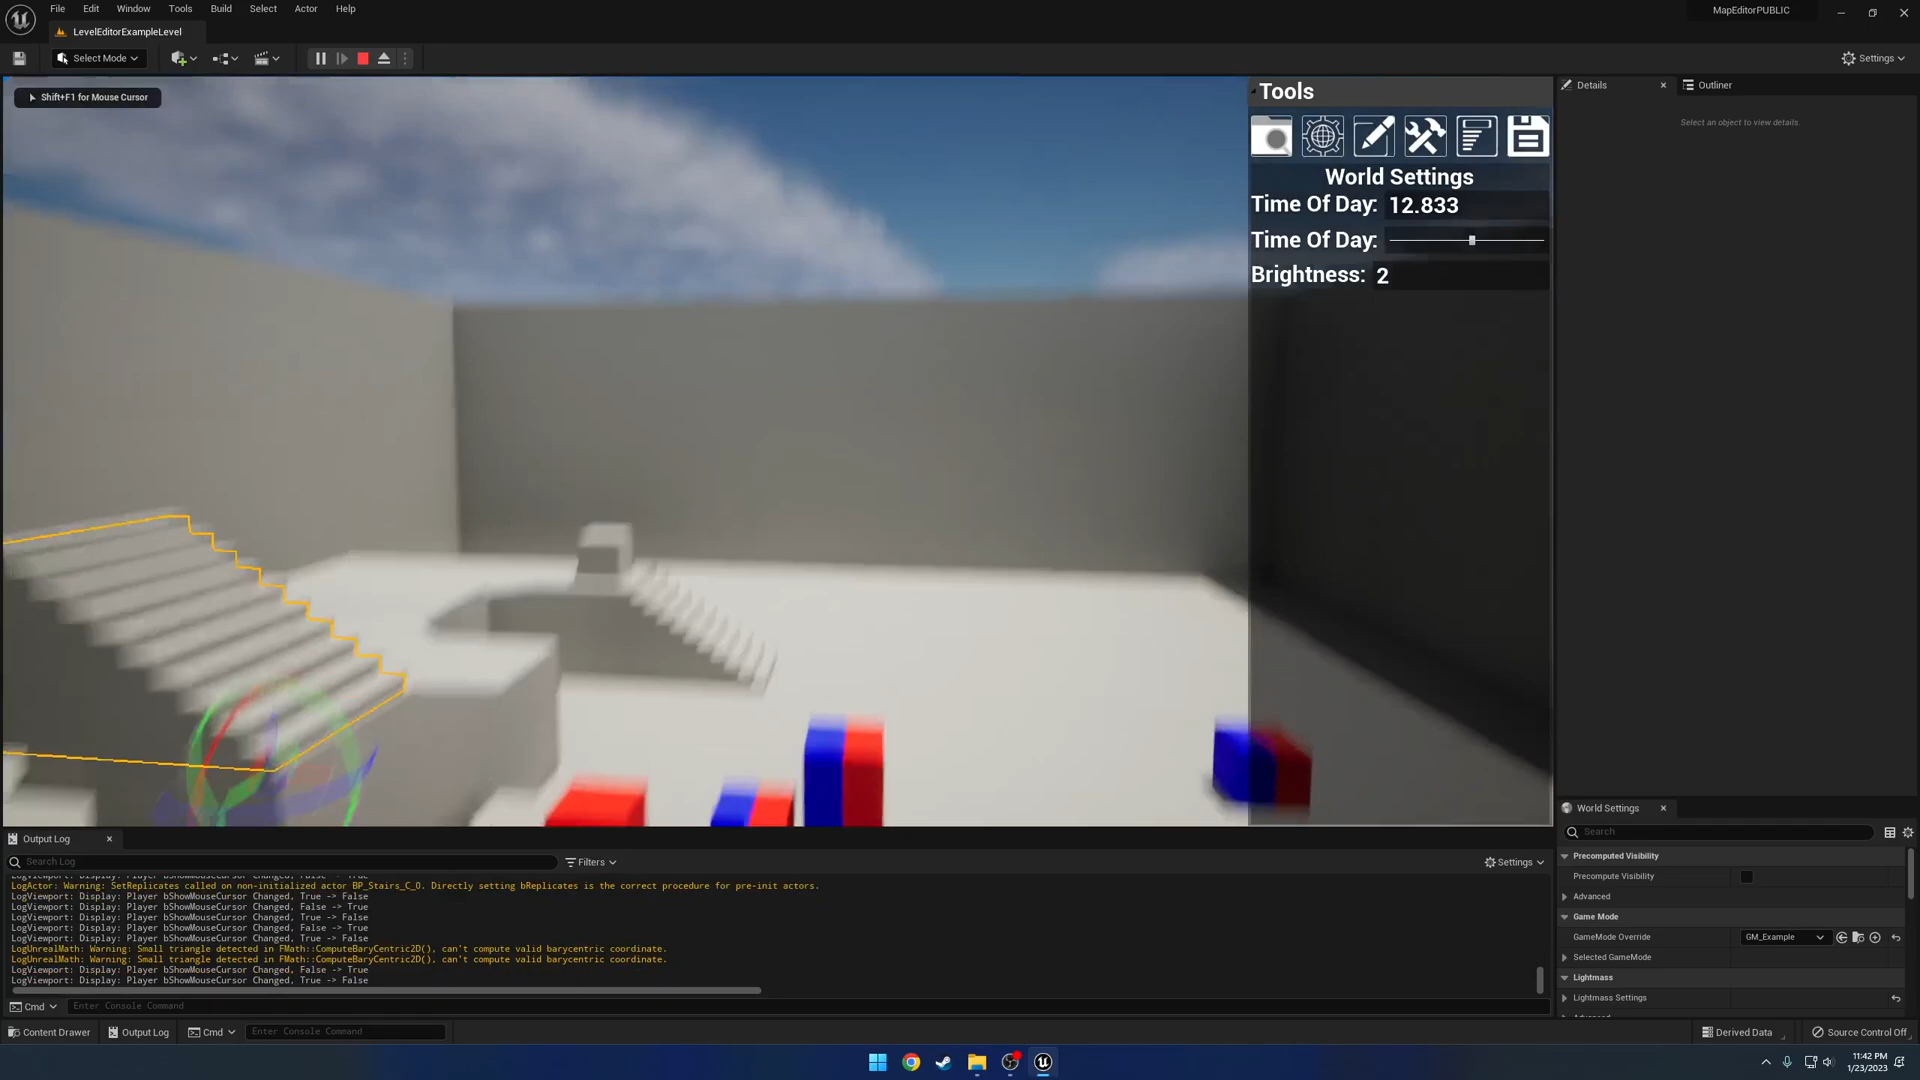 File Edit Window Tools Build Select Actor Help
MapEditorPUBLIC
LevelEditorExampleLevel
Select Mode
Settings
Shift+F1 for Mouse Cursor
Tools
World Settings
Time Of Day: 12.833
Time Of Day:
Brightness: 2
Details
Outliner
Select an object to view details.
Output Log
Search Log
Filters
Settings
LogViewport: Display: Player bShowMouseCursor Changed, False -> True
LogActor: Warning: SetReplicates called on non-initialized actor BP_Stairs_C_0. Directly setting bReplicates is the correct procedure for pre-init actors.
LogViewport: Display: Player bShowMouseCursor Changed, True -> False
LogViewport: Display: Player bShowMouseCursor Changed, False -> True
LogViewport: Display: Player bShowMouseCursor Changed, True -> False
LogViewport: Display: Player bShowMouseCursor Changed, False -> True
LogViewport: Display: Player bShowMouseCursor Changed, True -> False
LogUnrealMath: Warning: Small triangle detected in FMath::ComputeBaryCentric2D(), can't compute valid barycentric coordinate.
LogUnrealMath: Warning: Small triangle detected in FMath::ComputeBaryCentric2D(), can't compute valid barycentric coordinate.
LogViewport: Display: Player bShowMouseCursor Changed, False -> True
LogViewport: Display: Player bShowMouseCursor Changed, True -> False
Cmd
Enter Console Command
World Settings
Search
Precomputed Visibility
Precompute Visibility
Advanced
Game Mode
GameMode Override
GM_Example
Selected GameMode
Lightmass
Lightmass Settings
Content Drawer
Output Log
Cmd
Enter Console Command
Derived Data
Source Control Off
11:42 PM
1/23/2023